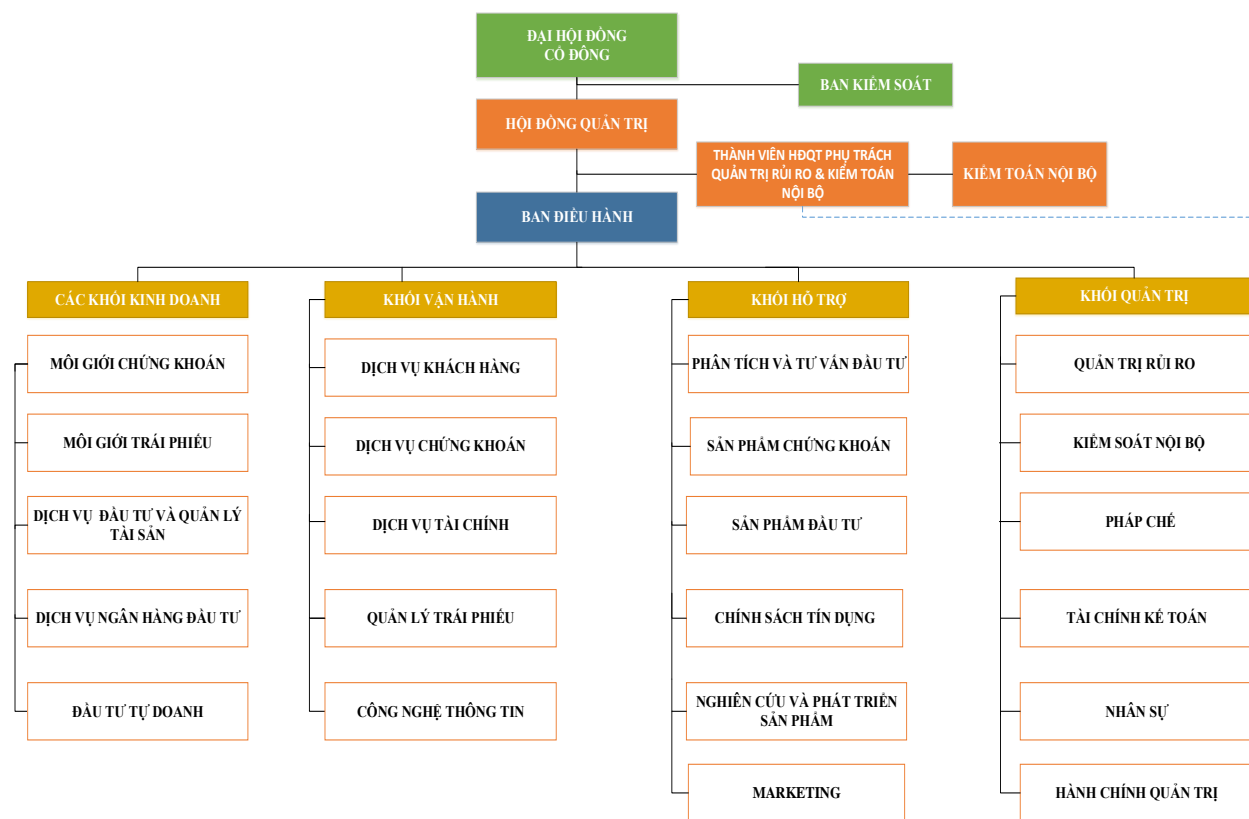 ĐẠI HỘI ĐỒNG
CỔ ĐÔNG
BAN KIỂM SOÁT
HỘI ĐỒNG QUẢN TRỊ
THÀNH VIÊN HĐQT PHỤ TRÁCH
QUẢN TRỊ RỦI RO & KIỂM TOÁN
NỘI BỘ
KIỂM TOÁN NỘI BỘ
BAN ĐIỀU HÀNH
CÁC KHỐI KINH DOANH
MÔI GIỚI CHỨNG KHOÁN
MÔI GIỚI TRÁI PHIẾU
DỊCH VỤ ĐẦU TƯ VÀ QUẢN LÝ
TÀI SẢN
DỊCH VỤ NGÂN HÀNG ĐẦU TƯ
ĐẦU TƯ TỰ DOANH
KHỐI VẬN HÀNH
DỊCH VỤ KHÁCH HÀNG
DỊCH VỤ CHỨNG KHOÁN
DỊCH VỤ TÀI CHÍNH
QUẢN LÝ TRÁI PHIẾU
CÔNG NGHỆ THÔNG TIN
KHỐI HỖ TRỢ
PHÂN TÍCH VÀ TƯ VẤN ĐẦU TƯ
SẢN PHẨM CHỨNG KHOÁN
SẢN PHẨM ĐẦU TƯ
CHÍNH SÁCH TÍN DỤNG
NGHIÊN CỨU VÀ PHÁT TRIỂN
SẢN PHẨM
MARKETING
KHỐI QUẢN TRỊ
QUẢN TRỊ RỦI RO
KIỂM SOÁT NỘI BỘ
PHÁP CHẾ
TÀI CHÍNH KẾ TOÁN
NHÂN SỰ
HÀNH CHÍNH QUẢN TRỊ